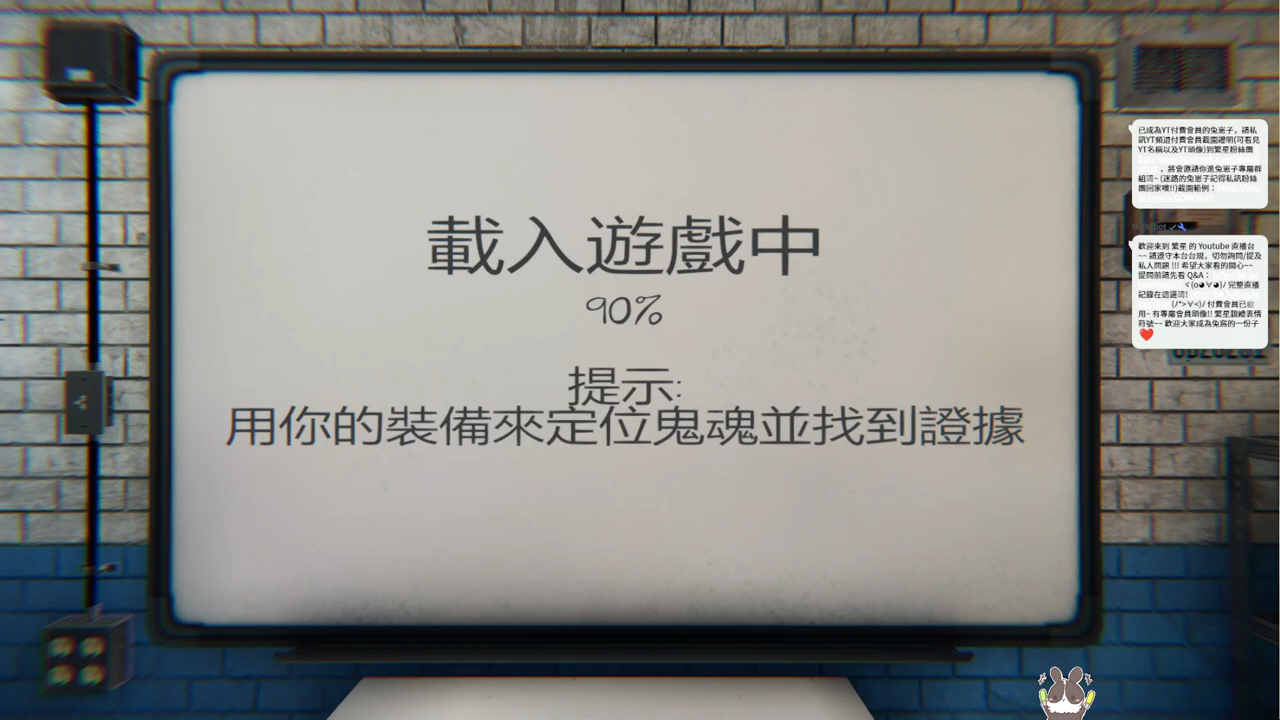 載入遊戲中
90%
提示:
用你的裝備來定位鬼魂並找到證據
已成為YT付費會員的兔崽子，請私
訊YT頻道付費會員截圖證明(可看見
YT名稱以及YT頭像)到繁星粉絲團
，將會邀請你進兔崽子專屬群
組河~ (迷路的兔崽子記得私訊粉絲
團回家噢!!)截圖範例：
歡迎來到 繁星 的 Youtube 直播台
~~ 請遵守本台台規，切勿詢問/提及
私人問題 !!! 希望大家看的開心~~
提問前請先看 Q&A：
ヾ(o◕∀◕)ﾉ 完整直播
記錄在這邊河!
(/*>∀<)/ 付費會員已啟
用~ 有專屬會員頭像!! 繁星親繪表情
符號~~ 歡迎大家成為兔窩的一份子
❤️